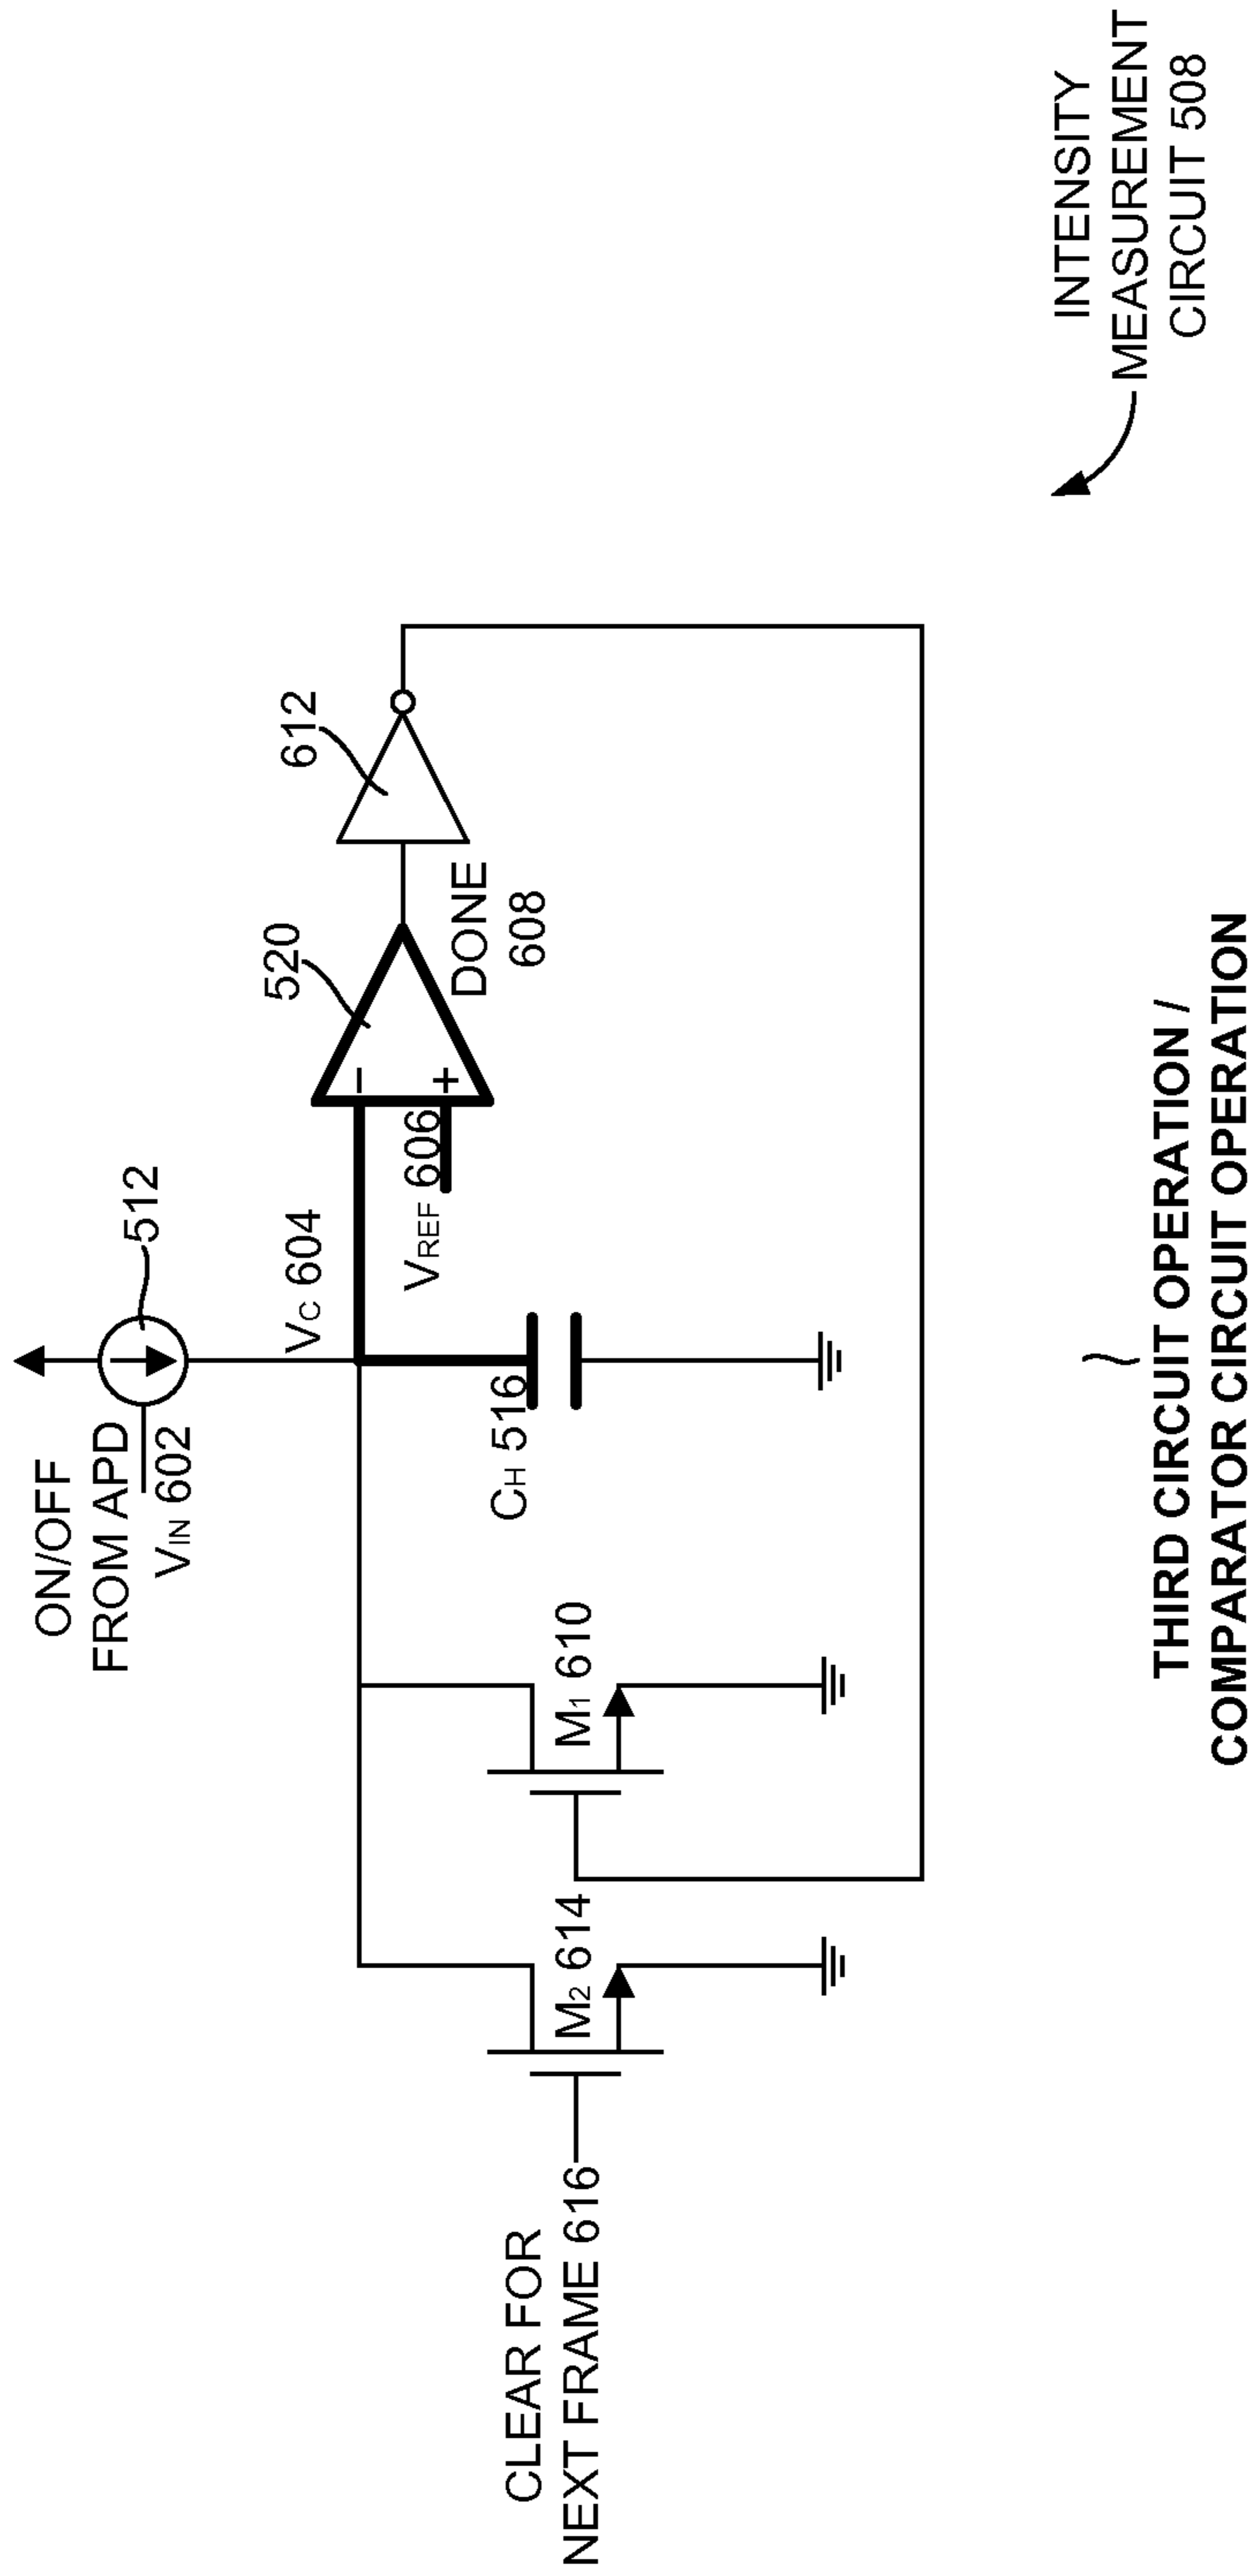 ON/OFF
FROM APD
VIN 602
512
VC 604
VREF 606
520
−
+
DONE
608
612
CH 516
M1 610
M2 614
CLEAR FOR
NEXT FRAME 616
INTENSITY
MEASUREMENT
CIRCUIT 508
THIRD CIRCUIT OPERATION /
COMPARATOR CIRCUIT OPERATION